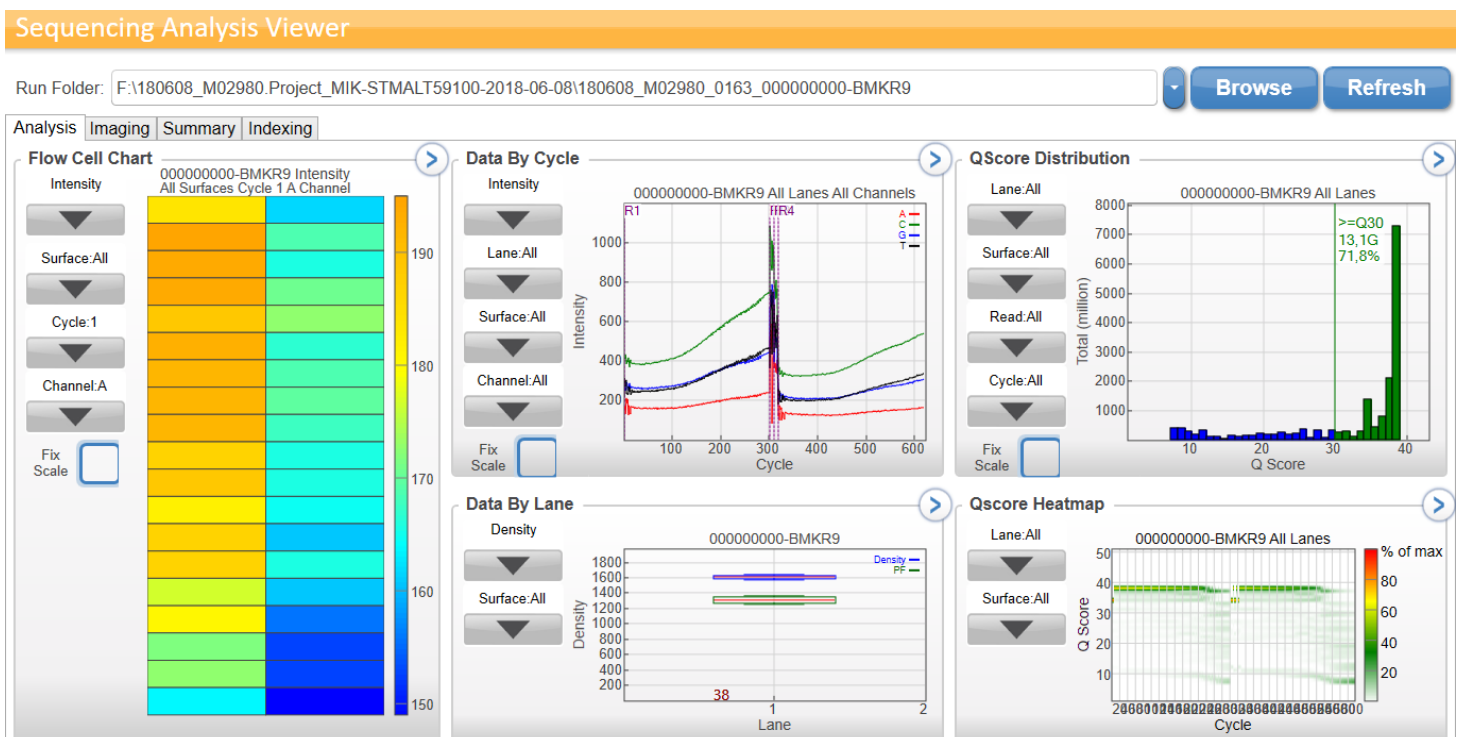 Sequencing Analysis Viewer
Run Folder: F:\180608_M02980.Project_MIK-STMALT59100-2018-06-08\180608_M02980_0163_000000000-BMKR9
Browse
Refresh
Analysis
Imaging
Summary
Indexing
Flow Cell Chart
000000000-BMKR9 Intensity
All Surfaces Cycle 1 A Channel
Intensity
Surface:All
Cycle:1
Channel:A
Fix
Scale
190
180
170
160
150
Data By Cycle
Intensity
Lane:All
Surface:All
Channel:All
Fix
Scale
000000000-BMKR9 All Lanes All Channels
R1
R4
A
C
G
T
Intensity
1000
800
600
400
200
100 200 300 400 500 600
Cycle
QScore Distribution
Lane:All
Surface:All
Read:All
Cycle:All
Fix
Scale
000000000-BMKR9 All Lanes
>=Q30
13,1G
71,8%
Total (million)
8000
7000
6000
5000
4000
3000
2000
1000
10 20 30 40
Q Score
Data By Lane
Density
Surface:All
000000000-BMKR9
Density
PF
Density
1800
1600
1400
1200
1000
800
600
400
200
38
1 2
Lane
Qscore Heatmap
Lane:All
Surface:All
000000000-BMKR9 All Lanes
% of max
80
60
40
20
Q Score
50
40
30
20
10
Cycle